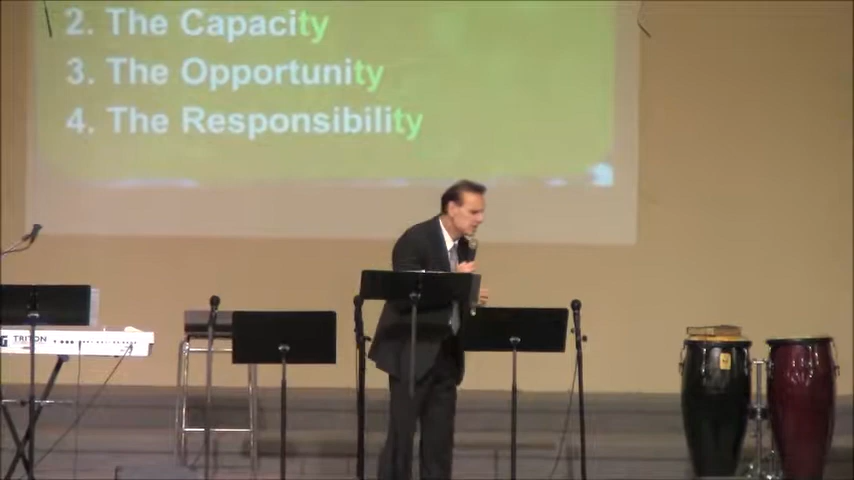 2. The Capacity
3. The Opportunity
4. The Responsibility
TRITON